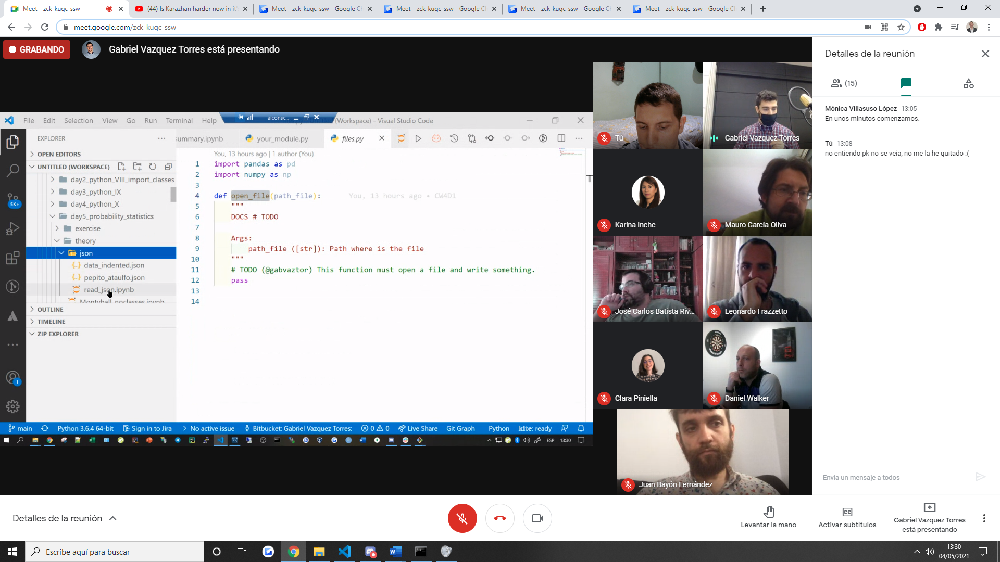 Meet - zck-kuqc-ssw
(44) Is Karazhan harder now in it'
Meet - zck-kuqc-ssw - Google C
Meet - zck-kuqc-ssw - Google C
Meet - zck-kuqc-ssw - Google C
Meet - zck-kuqc-ssw - Google C
meet.google.com/zck-kuqc-ssw
GRABANDO
Gabriel Vazquez Torres está presentando
File Edit Selection View Go Run Terminal Help
aiconsc...
(Workspace) - Visual Studio Code
EXPLORER
summary.ipynb
your_module.py
files.py
OPEN EDITORS
UNTITLED (WORKSPACE)
day2_python_VIII_import_classes
day3_python_IX
day4_python_X
day5_probability_statistics
exercise
theory
json
data_indented.json
pepito_ataulfo.json
read_json.ipynb
Montyhall_noclasses.ipynb
OUTLINE
TIMELINE
ZIP EXPLORER
5K+
1
You, 13 hours ago | 1 author (You)
1 import pandas as pd
2 import numpy as np
3
4 def open_file(path_file): You, 13 hours ago • CW4D1
5 """
6 DOCS # TODO
7
8 Args:
9 path_file ([str]): Path where is the file
10 """
11 # TODO (@gabvaztor) This function must open a file and write something.
12 pass
13
14
main
Python 3.6.4 64-bit
Sign in to Jira
No active issue
Bitbucket: Gabriel Vazquez Torres:
0 0
Live Share
Git Graph
Python
kite: ready
ESP
13:30
Tú
Gabriel Vazquez Torres
Karina Inche
Mauro García-Oliva
José Carlos Batista Riv...
Leonardo Frazzetto
Clara Piniella
Daniel Walker
Juan Bayón Fernández
Detalles de la reunión
(15)
Mónica Villasuso López 13:05
En unos minutos comenzamos.
Tú 13:08
no entiendo pk no se veia, no me la he quitado :(
Envía un mensaje a todos
Detalles de la reunión
Levantar la mano
Activar subtítulos
Gabriel Vazquez Torres
está presentando
Escribe aquí para buscar
13:30
04/05/2021